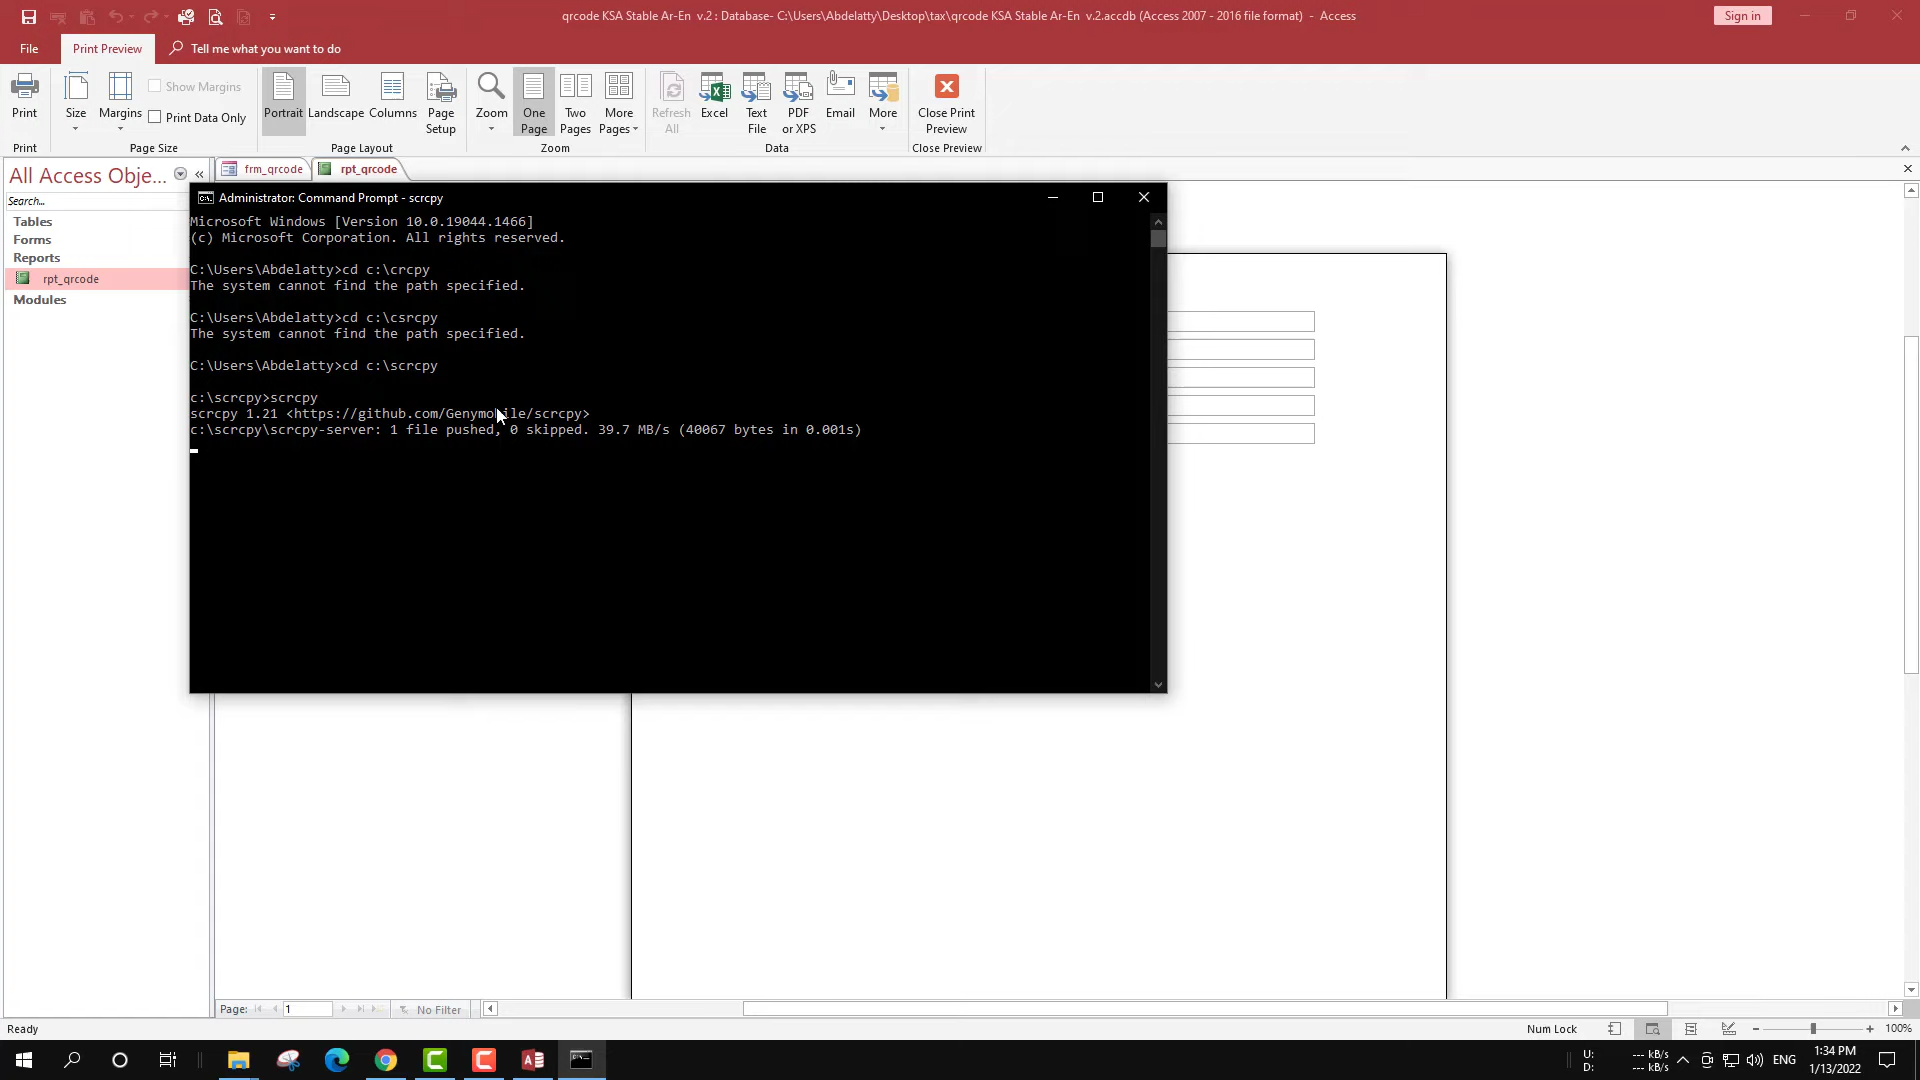 qrcode KSA Stable Ar-En  v.2 : Database- C:\Users\Abdelatty\Desktop\tax\qrcode KSA Stable Ar-En  v.2.accdb (Access 2007 - 2016 file format)  -  Access
Sign in
File
Print Preview
Tell me what you want to do
Print
Size
Margins
Show Margins
Print Data Only
Portrait
Landscape
Columns
Page Setup
Zoom
One Page
Two Pages
More Pages
Refresh All
Excel
Text File
PDF or XPS
Email
More
Close Print Preview
Print
Page Size
Page Layout
Zoom
Data
Close Preview
All Access Obje...
frm_qrcode
rpt_qrcode
Search...
Tables
Forms
Reports
rpt_qrcode
Modules
Administrator: Command Prompt - scrcpy
Microsoft Windows [Version 10.0.19044.1466]
(c) Microsoft Corporation. All rights reserved.
C:\Users\Abdelatty>cd c:\crcpy
The system cannot find the path specified.
C:\Users\Abdelatty>cd c:\csrcpy
The system cannot find the path specified.
C:\Users\Abdelatty>cd c:\scrcpy
c:\scrcpy>scrcpy
scrcpy 1.21 <https://github.com/Genymobile/scrcpy>
c:\scrcpy\scrcpy-server: 1 file pushed, 0 skipped. 39.7 MB/s (40067 bytes in 0.001s)
Page: 1
No Filter
Ready
Num Lock
100%
U: --- kB/s
D: --- kB/s
ENG
1:34 PM
1/13/2022